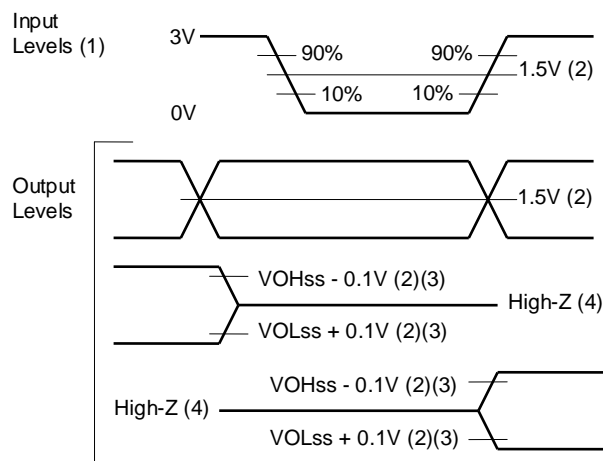 Input
Levels (1)
3V
90%
90%
1.5V (2)
10%
10%
0V
Output
Levels
1.5V (2)
VOHss - 0.1V (2)(3)
High-Z (4)
VOLss + 0.1V (2)(3)
VOHss - 0.1V (2)(3)
High-Z (4)
VOLss + 0.1V (2)(3)